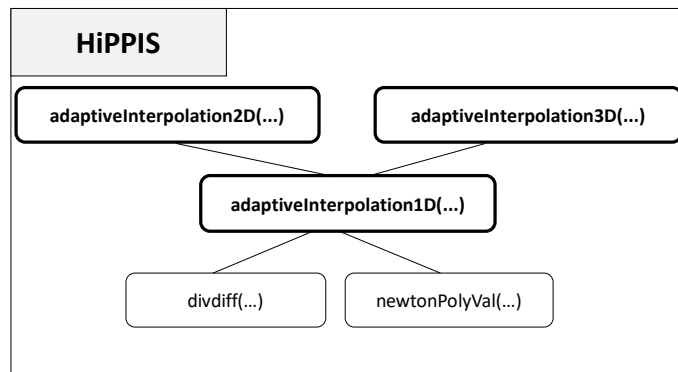 HiPPIS
adaptiveInterpolation2D(...)
adaptiveInterpolation3D(...)
adaptiveInterpolation1D(...)
divdiff(...)
newtonPolyVal(...)